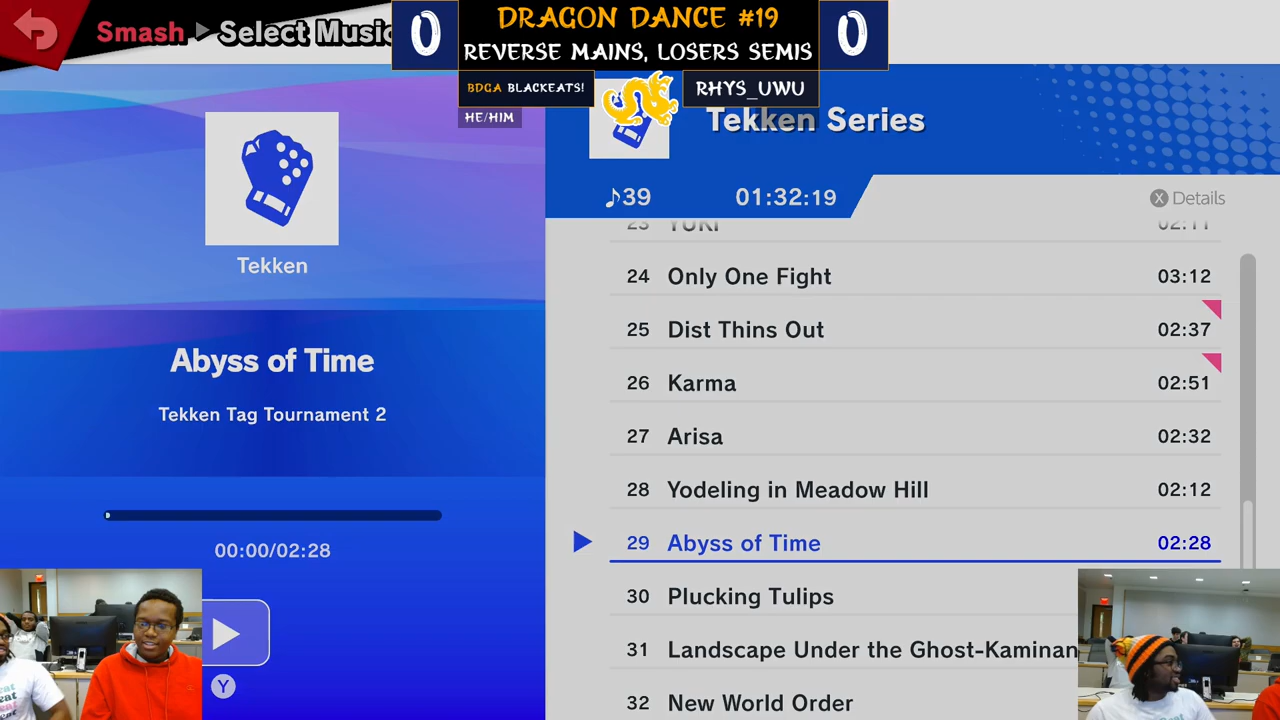 Smash ▶ Select Music
0
DRAGON DANCE #19
REVERSE MAINS, LOSERS SEMIS
0
BDGA BLACKEATS!
RHYS_UWU
HE/HIM
Tekken Series
♪39
01:32:19
X Details
Tekken
Abyss of Time
Tekken Tag Tournament 2
00:00/02:28
Y
23 YUKI 02:11
24 Only One Fight 03:12
25 Dist Thins Out 02:37
26 Karma 02:51
27 Arisa 02:32
28 Yodeling in Meadow Hill 02:12
29 Abyss of Time 02:28
30 Plucking Tulips
31 Landscape Under the Ghost-Kaminan
32 New World Order